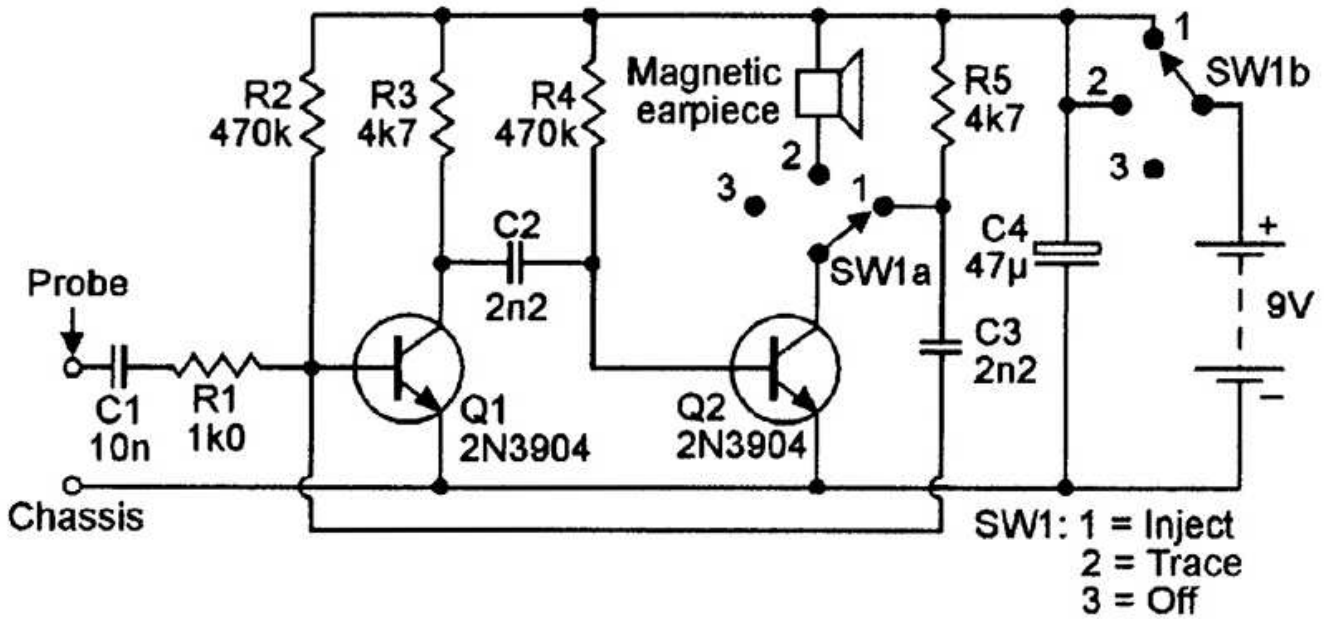 1
SW1b
2
3
R2
470k
R3
4k7
R4
470k
Magnetic
earpiece
2
3
1
R5
4k7
C2
2n2
SW1a
C4
47µ
+
9V
–
Probe
C1
10n
R1
1k0
Q1
2N3904
Q2
2N3904
C3
2n2
Chassis
SW1: 1 = Inject
2 = Trace
3 = Off